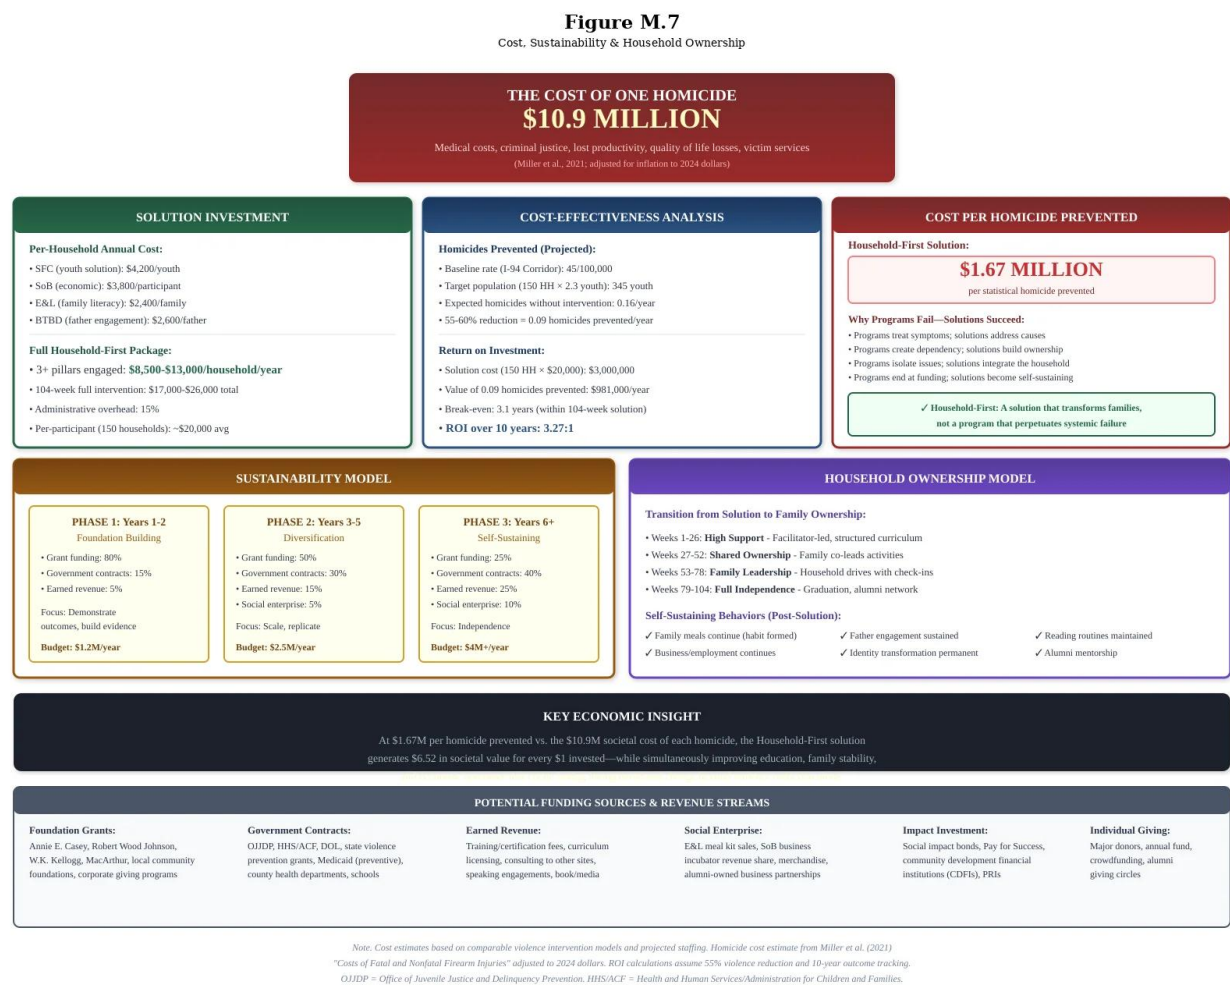 Figure M.7
Cost, Sustainability & Household Ownership
THE COST OF ONE HOMICIDE
$10.9 MILLION
Medical costs, criminal justice, lost productivity, quality of life losses, victim services
(Miller et al., 2021; adjusted for inflation to 2024 dollars)
SOLUTION INVESTMENT
Per-Household Annual Cost:
• SFC (youth solution): $4,200/youth
• SoB (economic): $3,800/participant
• E&L (family literacy): $2,400/family
• BTBD (father engagement): $2,600/father
Full Household-First Package:
• 3+ pillars engaged: $8,500-$13,000/household/year
• 104-week full intervention: $17,000-$26,000 total
• Administrative overhead: 15%
• Per-participant (150 households): ~$20,000 avg
COST-EFFECTIVENESS ANALYSIS
Homicides Prevented (Projected):
• Baseline rate (I-94 Corridor): 45/100,000
• Target population (150 HH × 2.3 youth): 345 youth
• Expected homicides without intervention: 0.16/year
• 55-60% reduction = 0.09 homicides prevented/year
Return on Investment:
• Solution cost (150 HH × $20,000): $3,000,000
• Value of 0.09 homicides prevented: $981,000/year
• Break-even: 3.1 years (within 104-week solution)
• ROI over 10 years: 3.27:1
COST PER HOMICIDE PREVENTED
Household-First Solution:
$1.67 MILLION
per statistical homicide prevented
Why Programs Fail—Solutions Succeed:
• Programs treat symptoms; solutions address causes
• Programs create dependency; solutions build ownership
• Programs isolate issues; solutions integrate the household
• Programs end at funding; solutions become self-sustaining
✓ Household-First: A solution that transforms families,
not a program that perpetuates systemic failure
SUSTAINABILITY MODEL
PHASE 1: Years 1-2
Foundation Building
• Grant funding: 80%
• Government contracts: 15%
• Earned revenue: 5%
Focus: Demonstrate
outcomes, build evidence
Budget: $1.2M/year
PHASE 2: Years 3-5
Diversification
• Grant funding: 50%
• Government contracts: 30%
• Earned revenue: 15%
• Social enterprise: 5%
Focus: Scale, replicate
Budget: $2.5M/year
PHASE 3: Years 6+
Self-Sustaining
• Grant funding: 25%
• Government contracts: 40%
• Earned revenue: 25%
• Social enterprise: 10%
Focus: Independence
Budget: $4M+/year
HOUSEHOLD OWNERSHIP MODEL
Transition from Solution to Family Ownership:
• Weeks 1-26: High Support - Facilitator-led, structured curriculum
• Weeks 27-52: Shared Ownership - Family co-leads activities
• Weeks 53-78: Family Leadership - Household drives with check-ins
• Weeks 79-104: Full Independence - Graduation, alumni network
Self-Sustaining Behaviors (Post-Solution):
✓ Family meals continue (habit formed) ✓ Father engagement sustained ✓ Reading routines maintained
✓ Business/employment continues ✓ Identity transformation permanent ✓ Alumni mentorship
KEY ECONOMIC INSIGHT
At $1.67M per homicide prevented vs. the $10.9M societal cost of each homicide, the Household-First solution
generates $6.52 in societal value for every $1 invested—while simultaneously improving education, family stability,
POTENTIAL FUNDING SOURCES & REVENUE STREAMS
Foundation Grants:
Annie E. Casey, Robert Wood Johnson,
W.K. Kellogg, MacArthur, local community
foundations, corporate giving programs
Government Contracts:
OJJDP, HHS/ACF, DOL, state violence
prevention grants, Medicaid (preventive),
county health departments, schools
Earned Revenue:
Training/certification fees, curriculum
licensing, consulting to other sites,
speaking engagements, book/media
Social Enterprise:
E&L meal kit sales, SoB business
incubator revenue share, merchandise,
alumni-owned business partnerships
Impact Investment:
Social impact bonds, Pay for Success,
community development financial
institutions (CDFIs), PRIs
Individual Giving:
Major donors, annual fund,
crowdfunding, alumni
giving circles
Note. Cost estimates based on comparable violence intervention models and projected staffing. Homicide cost estimate from Miller et al. (2021)
"Costs of Fatal and Nonfatal Firearm Injuries" adjusted to 2024 dollars. ROI calculations assume 55% violence reduction and 10-year outcome tracking.
OJJDP = Office of Juvenile Justice and Delinquency Prevention. HHS/ACF = Health and Human Services/Administration for Children and Families.